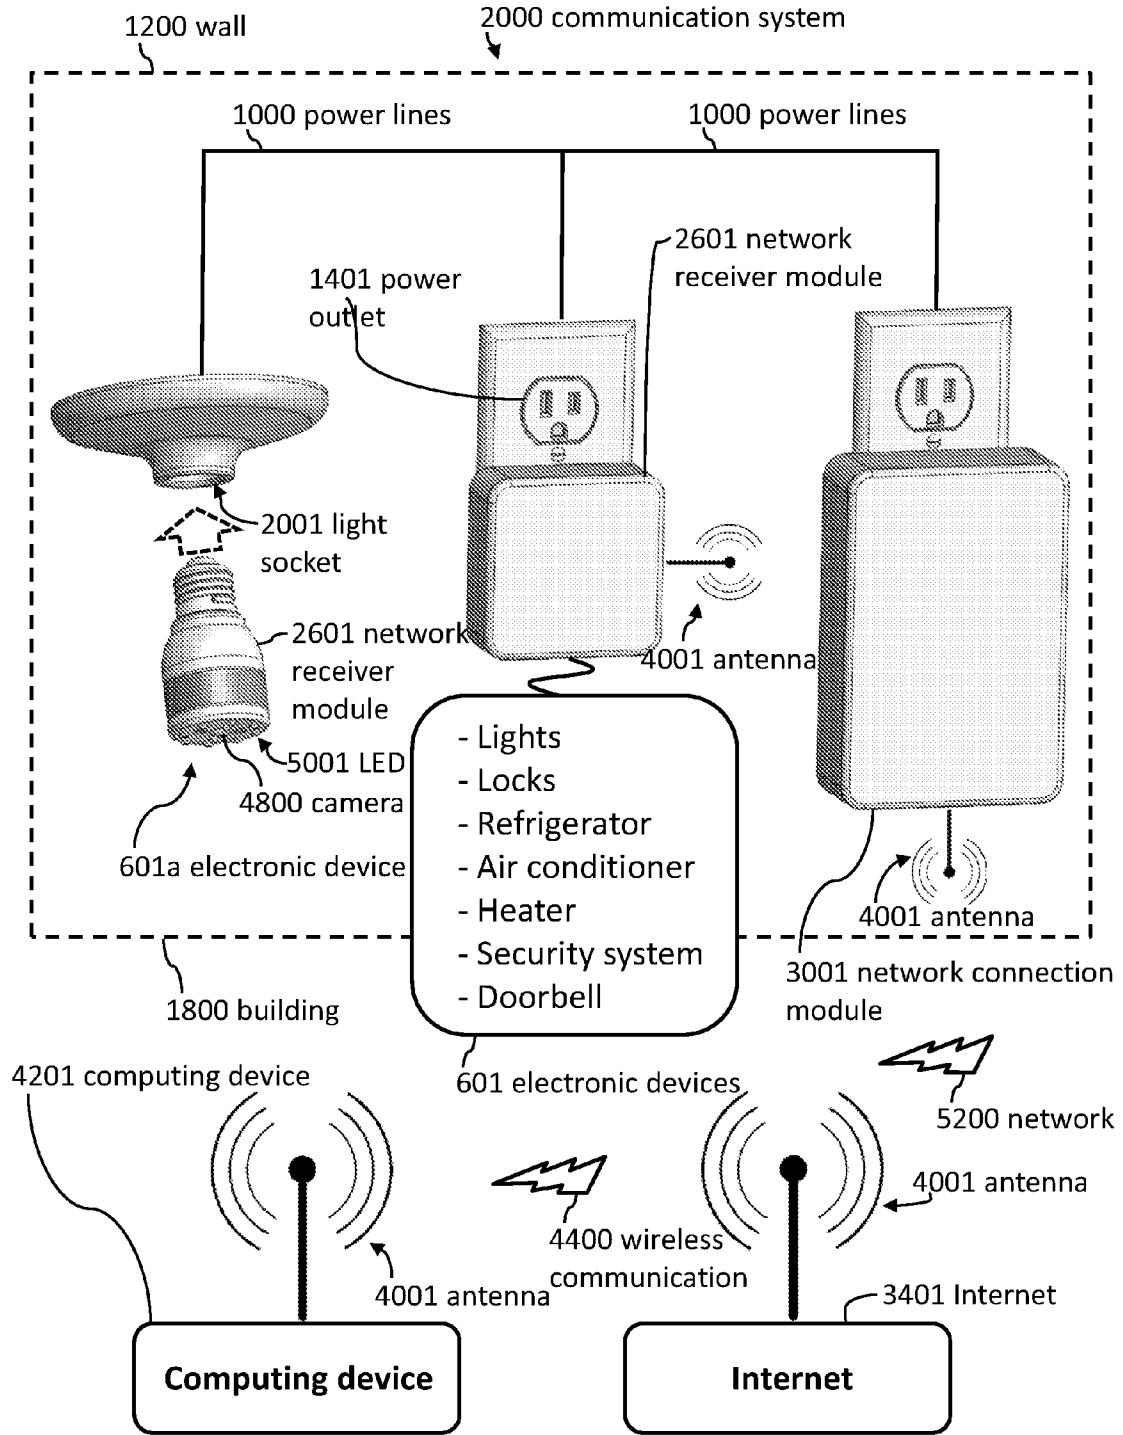 2000 communication system
1200 wall
1000 power lines
1000 power lines
2601 network
receiver module
1401 power
outlet
2001 light
socket
2601 network
receiver
module
4001 antenna
5001 LED
4800 camera
601a electronic device
- Lights
- Locks
- Refrigerator
- Air conditioner
- Heater
- Security system
- Doorbell
4001 antenna
3001 network connection
module
1800 building
4201 computing device
601 electronic devices
5200 network
4001 antenna
4400 wireless
communication
4001 antenna
3401 Internet
Computing device
Internet